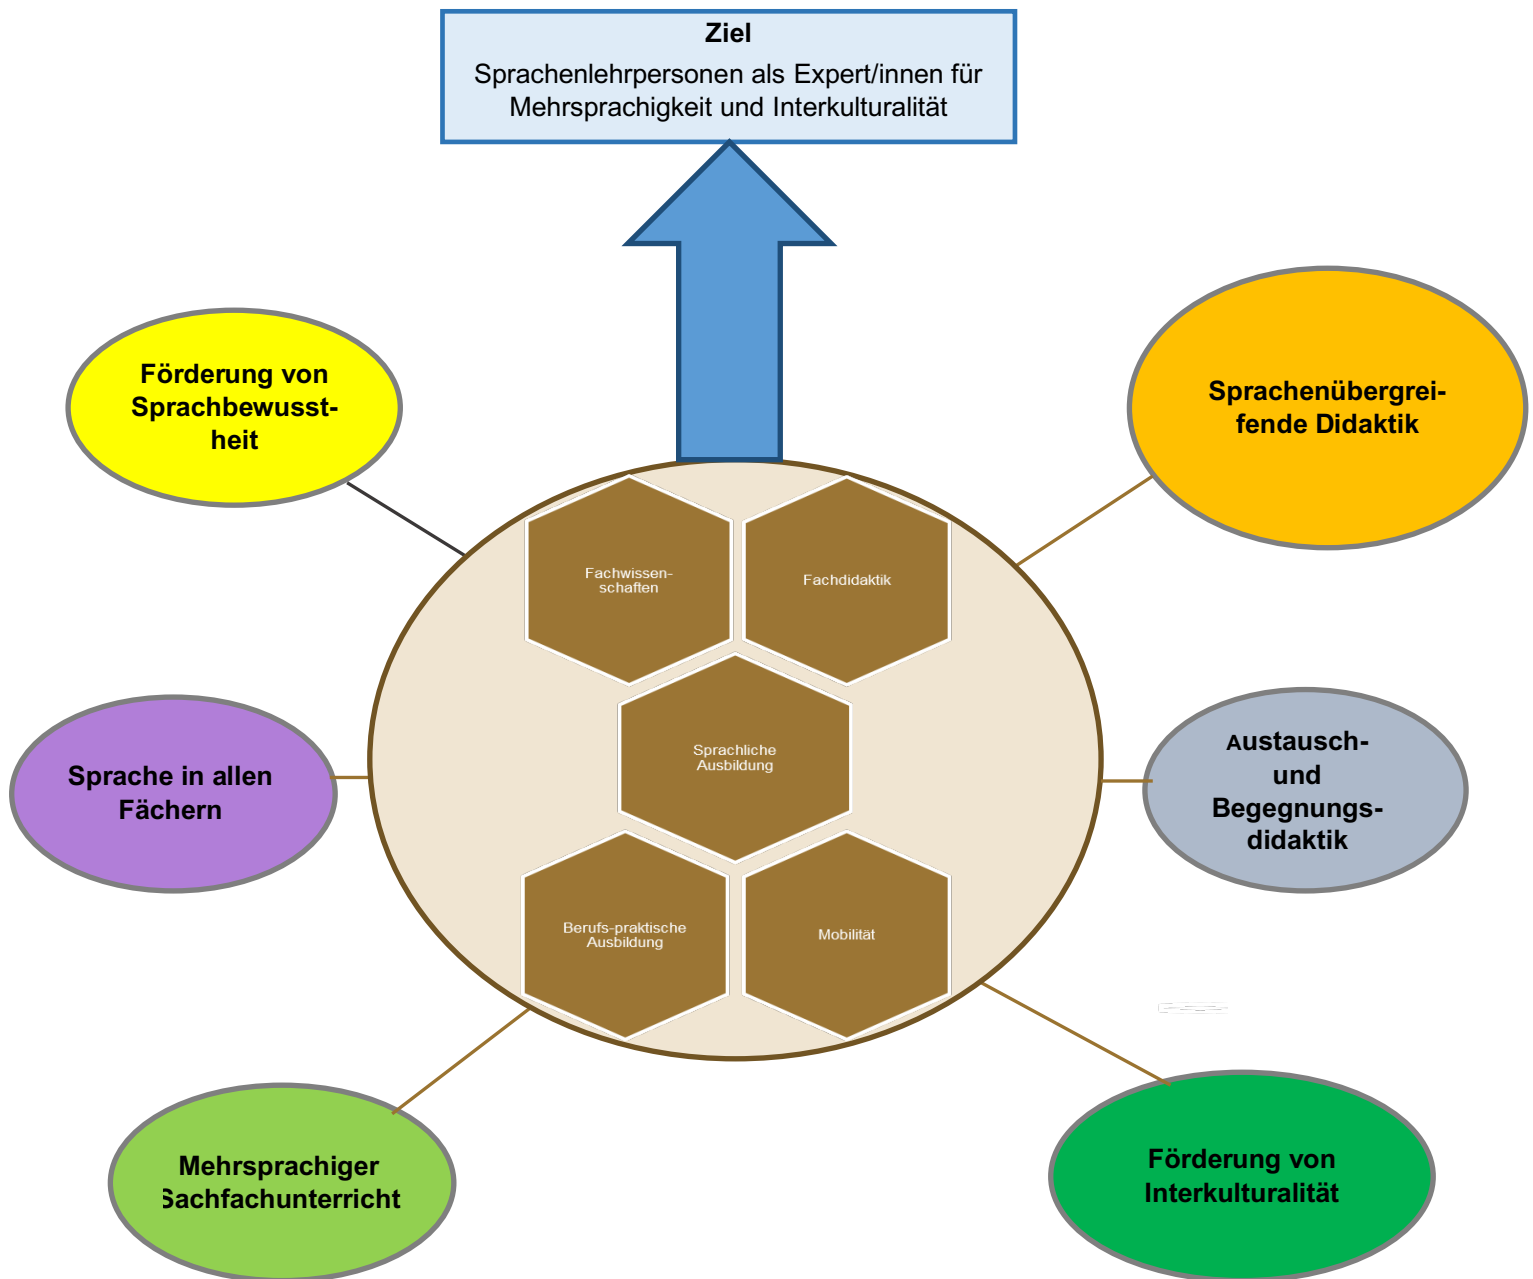 Ziel
Sprachenlehrpersonen als Expert/innen für
Mehrsprachigkeit und Interkulturalität
Förderung von
Sprachbewusst-
heit
Sprachenübergrei-
fende Didaktik
Fachwissen-
schaften
Fachdidaktik
Sprachliche
Ausbildung
Sprache in allen
Fächern
Austausch-
und
Begegnungs-
didaktik
Berufs-praktische
Ausbildung
Mobilität
Mehrsprachiger
Sachfachunterricht
Förderung von
Interkulturalität